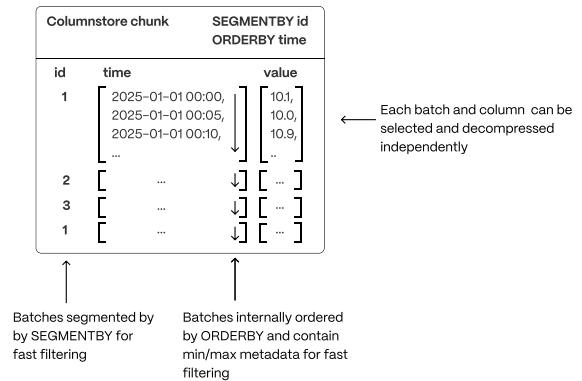 Columnstore chunk
SEGMENTBY id
ORDERBY time
id time value
1 2025-01-01 00:00, 10.1,
2025-01-01 00:05, 10.0,
2025-01-01 00:10, 10.9,
... ..
2 ... ...
3 ... ...
1 ... ...
Each batch and column can be
selected and decompressed
independently
Batches segmented by
by SEGMENTBY for
fast filtering
Batches internally ordered
by ORDERBY and contain
min/max metadata for fast
filtering